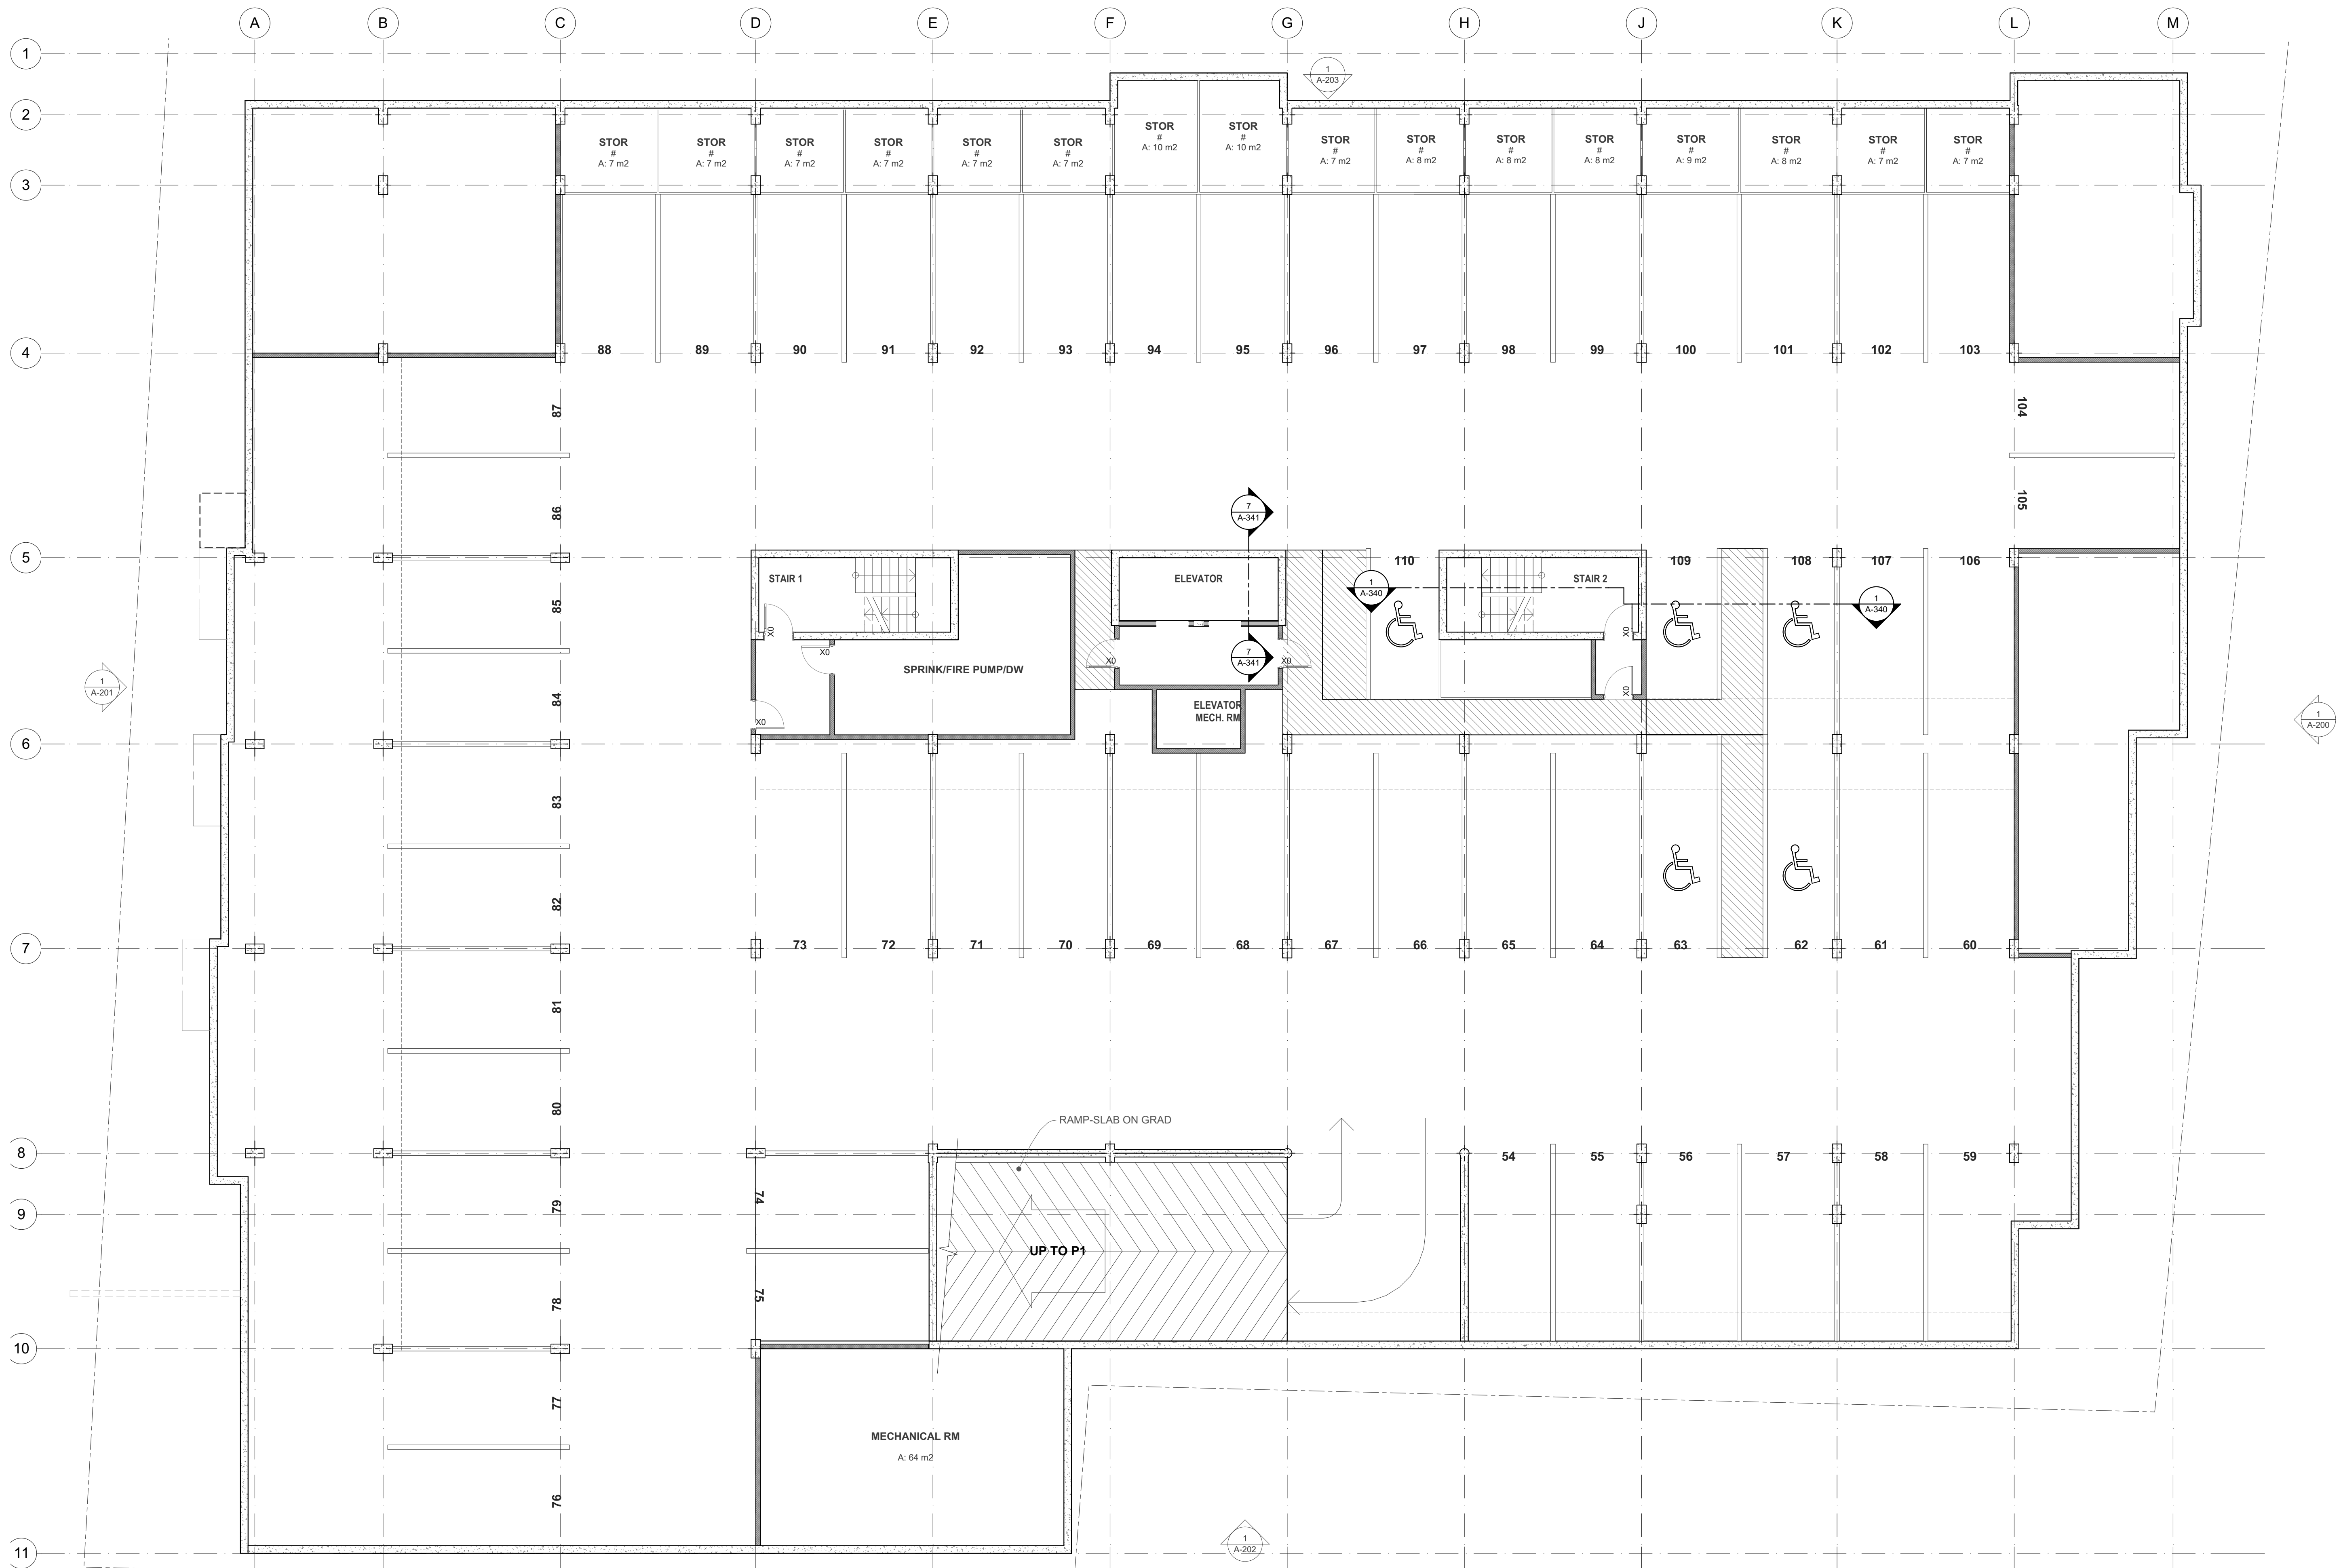 A B C D E F G H J K L M
1
1
A-203
2
STOR
#
A: 7 m2
STOR
#
A: 7 m2
STOR
#
A: 7 m2
STOR
#
A: 7 m2
STOR
#
A: 7 m2
STOR
#
A: 7 m2
STOR
#
A: 10 m2
STOR
#
A: 10 m2
STOR
#
A: 7 m2
STOR
#
A: 8 m2
STOR
#
A: 8 m2
STOR
#
A: 8 m2
STOR
#
A: 9 m2
STOR
#
A: 8 m2
STOR
#
A: 7 m2
STOR
#
A: 7 m2
3
4
88 89 90 91 92 93 94 95 96 97 98 99 100 101 102 103
87
104
86
105
7
A-341
5
110 109 108 107 106
STAIR 1
ELEVATOR
STAIR 2
1
A-340
1
A-340
85
X0
X0
X0
X0
X0
X0
X0
SPRINK/FIRE PUMP/DW
7
A-341
1
A-201
84
ELEVATOR
MECH. RM
1
A-200
6
83
82
7
73 72 71 70 69 68 67 66 65 64 63 62 61 60
81
80
RAMP-SLAB ON GRAD
8
54 55 56 57 58 59
79
74
9
UP TO P1
78
75
10
77
MECHANICAL RM
A: 64 m2
76
11
1
A-202